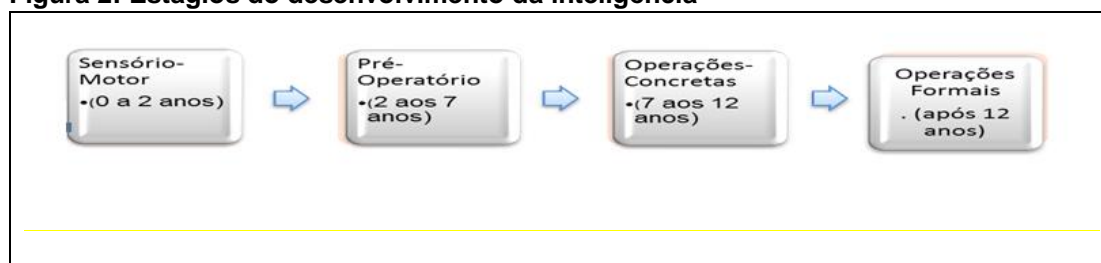 Figura 2: Estágios do desenvolvimento da inteligência
Sensório-
Motor
•(0 a 2 anos)
Pré-
Operatório
•(2 aos 7
anos)
Operações-
Concretas
•(7 aos 12
anos)
Operações
Formais
. (após 12
anos)